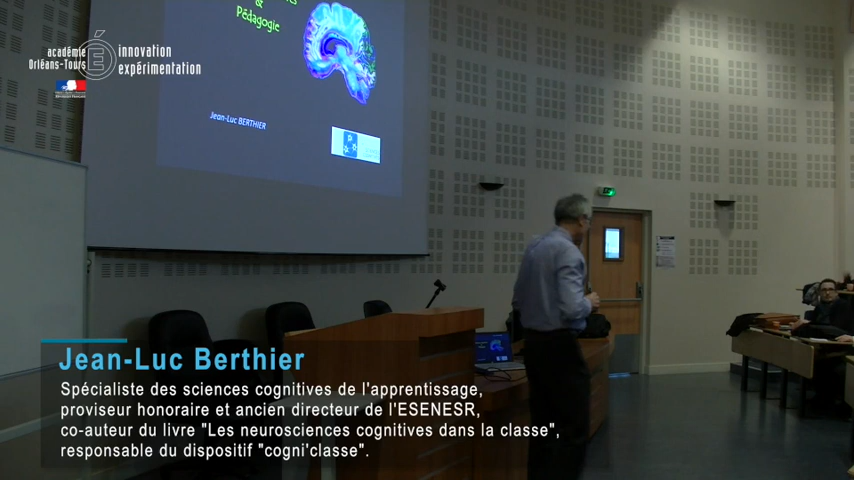 &
Pédagogie
académie
Orléans-Tours
innovation
expérimentation
Jean-Luc BERTHIER
Jean-Luc Berthier
Spécialiste des sciences cognitives de l'apprentissage,
proviseur honoraire et ancien directeur de l'ESENESR,
co-auteur du livre "Les neurosciences cognitives dans la classe",
responsable du dispositif "cogni'classe".